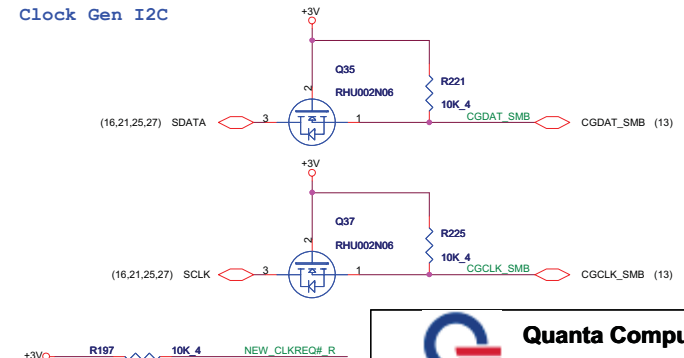 Clock Gen I2C
+3V
Q35
RHU002N06
R221
10K_4
2
3
1
(16,21,25,27) SDATA
CGDAT_SMB
CGDAT_SMB (13)
+3V
Q37
RHU002N06
R225
10K_4
2
3
1
(16,21,25,27) SCLK
CGCLK_SMB
CGCLK_SMB (13)
+3V
R197
10K_4
NEW_CLKREQ#_R
Quanta Compu